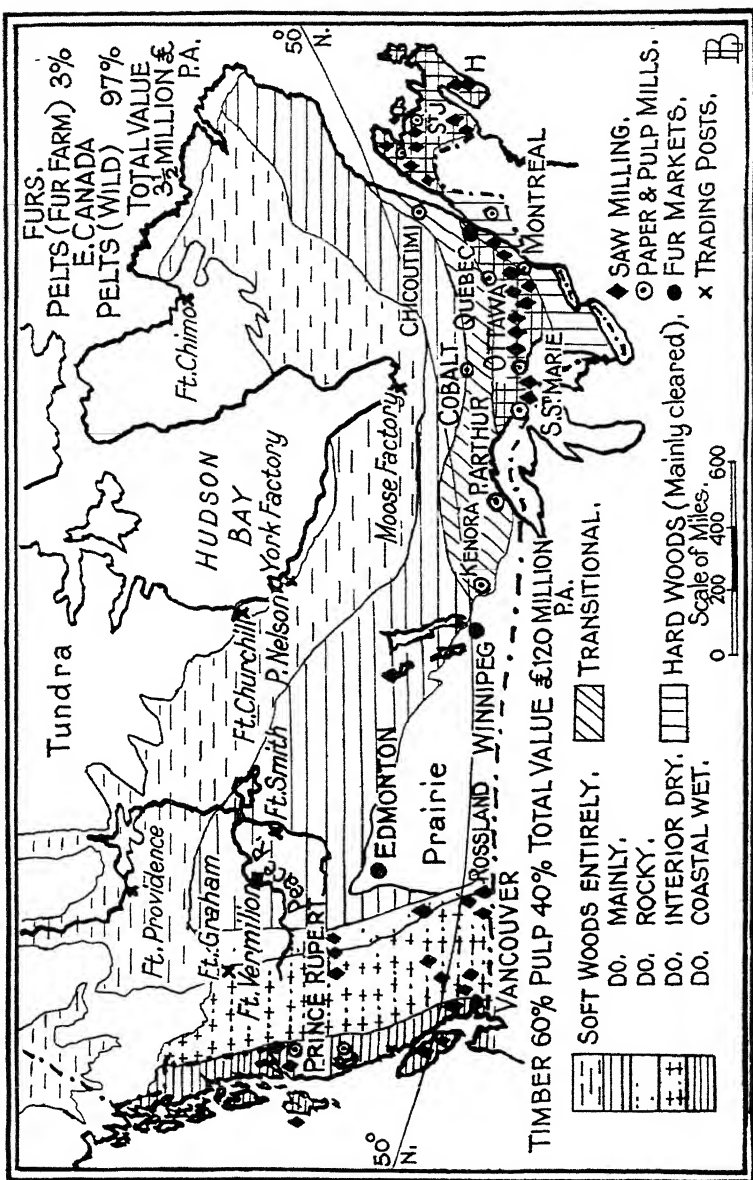 FURS.
PELTS (FUR FARM) 3%
E. CANADA
PELTS (WILD) 97%
TOTAL VALUE
3½ MILLION £
P.A.
50°
N.
Tundra
Ft. Chimo
HUDSON
BAY
Ft. Providence
Ft. Churchill
York Factory
P. Nelson
Ft. Graham
Ft. Smith
Ft. Vermilion
Peace R.
Moose Factory
PRINCE RUPERT
EDMONTON
Prairie
CHICOUTIMI
COBALT
QUEBEC
ST. J
H
KENORA
P. ARTHUR
OTTAWA
MONTREAL
S. ST. MARIE
50°
N.
VANCOUVER
ROSSLAND
WINNIPEG
TIMBER 60% PULP 40% TOTAL VALUE £120 MILLION
P.A.
SOFT WOODS ENTIRELY.
DO. MAINLY.
DO. ROCKY.
DO. INTERIOR DRY.
DO. COASTAL WET.
TRANSITIONAL.
HARD WOODS (Mainly cleared).
Scale of Miles.
0 200 400 600
SAW MILLING.
PAPER & PULP MILLS.
FUR MARKETS.
TRADING POSTS.